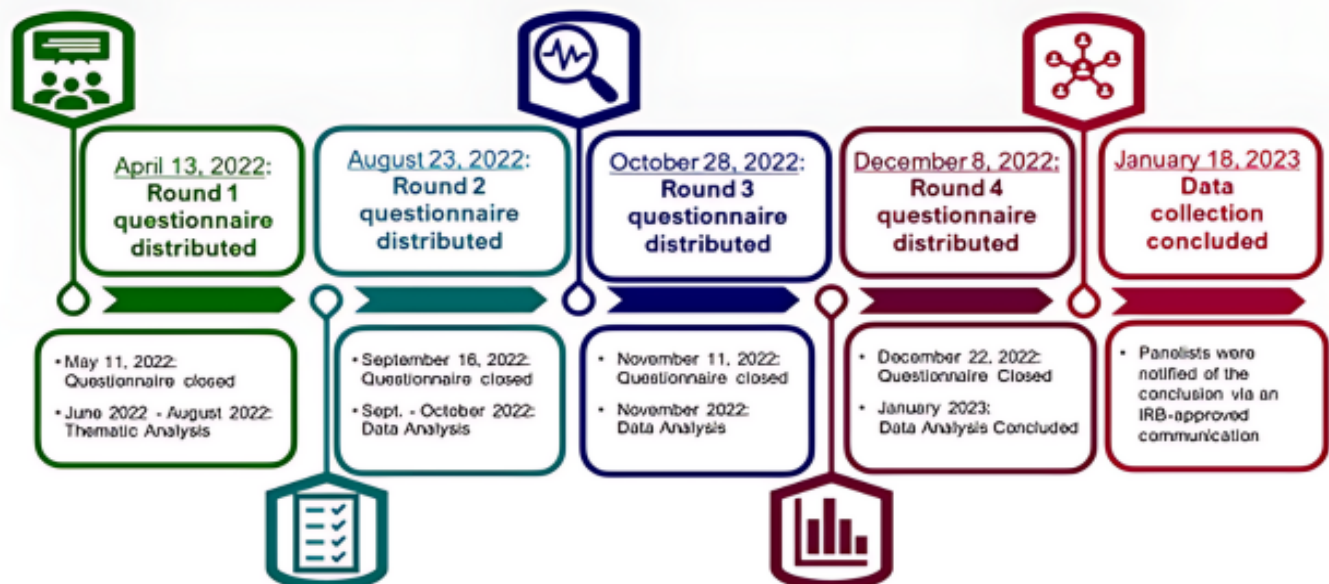 April 13, 2022:
Round 1
questionnaire
distributed
August 23, 2022:
Round 2
questionnaire
distributed
October 28, 2022:
Round 3
questionnaire
distributed
December 8, 2022:
Round 4
questionnaire
distributed
January 18, 2023
Data
collection
concluded
• May 11, 2022:
Questionnaire closed
• June 2022 - August 2022:
Thematic Analysis
• September 16, 2022:
Questionnaire closed
• Sept. - October 2022:
Data Analysis
• November 11, 2022:
Questionnaire closed
• November 2022:
Data Analysis
• December 22, 2022:
Questionnaire Closed
• January 2023:
Data Analysis Concluded
• Panelists were
notified of the
conclusion via an
IRB-approved
communication